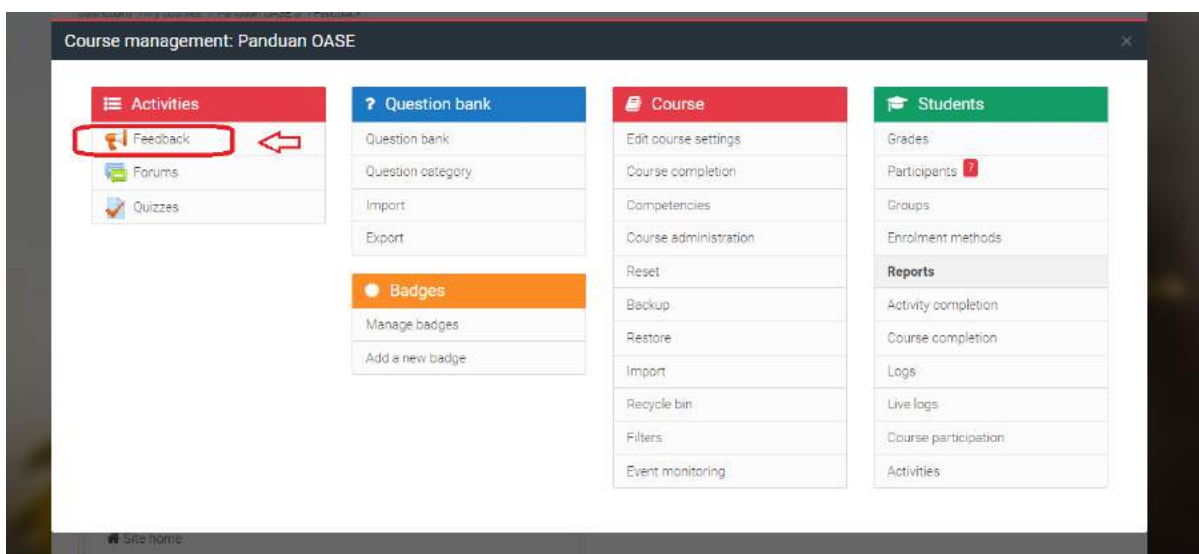 Course management: Panduan OASE
×
Activities
Feedback
Forums
Quizzes
? Question bank
Question bank
Question category
Import
Export
Badges
Manage badges
Add a new badge
Course
Edit course settings
Course completion
Competencies
Course administration
Reset
Backup
Restore
Import
Recycle bin
Filters
Event monitoring
Students
Grades
Participants ?
Groups
Enrolment methods
Reports
Activity completion
Course completion
Logs
Live logs
Course participation
Activities
Site home